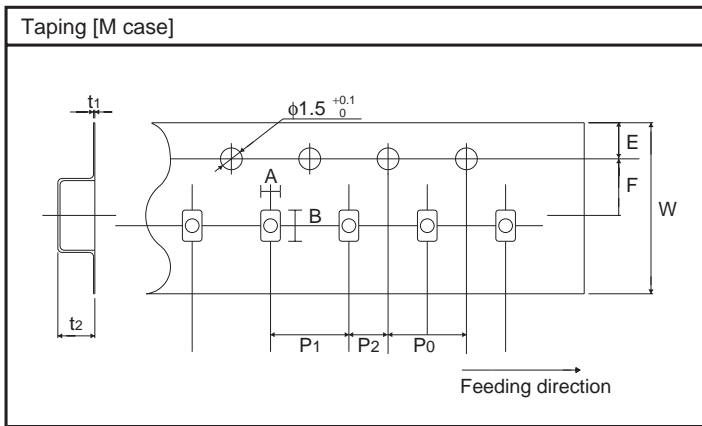 Taping [M case]
t1
φ1.5 +0.1 0
E
A
F
B
W
t2
P1
P2
P0
Feeding direction